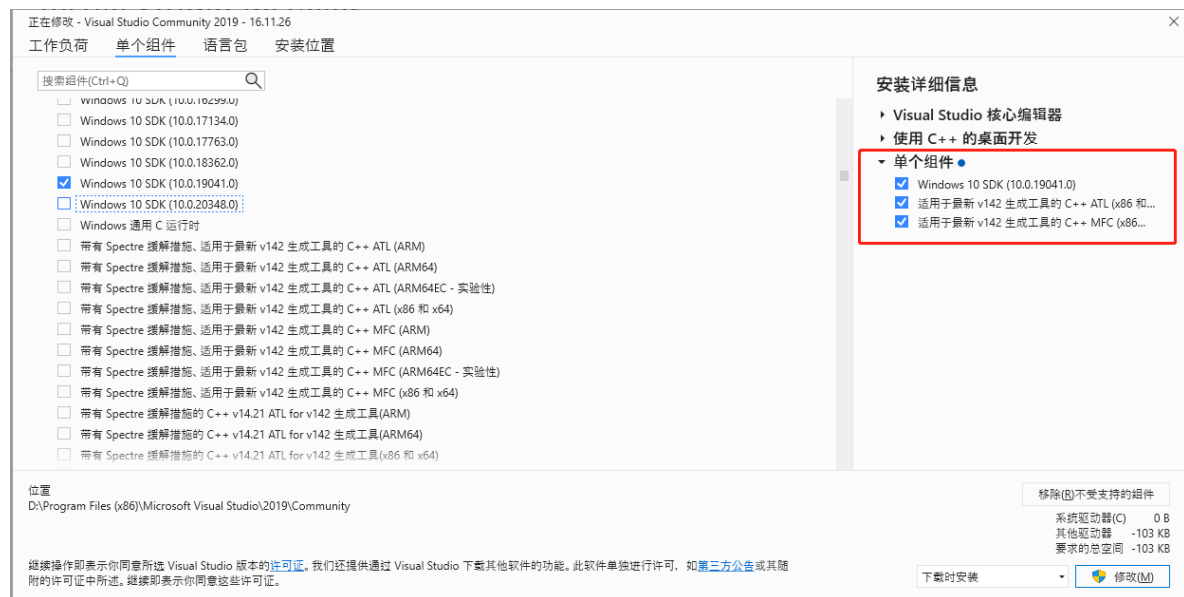 正在修改 - Visual Studio Community 2019 - 16.11.26
工作负荷 单个组件 语言包 安装位置
搜索组件(Ctrl+Q)
Windows 10 SDK (10.0.16299.0)
Windows 10 SDK (10.0.17134.0)
Windows 10 SDK (10.0.17763.0)
Windows 10 SDK (10.0.18362.0)
Windows 10 SDK (10.0.19041.0)
Windows 10 SDK (10.0.20348.0)
Windows 通用 C 运行时
带有 Spectre 缓解措施、适用于最新 v142 生成工具的 C++ ATL (ARM)
带有 Spectre 缓解措施、适用于最新 v142 生成工具的 C++ ATL (ARM64)
带有 Spectre 缓解措施、适用于最新 v142 生成工具的 C++ ATL (ARM64EC - 实验性)
带有 Spectre 缓解措施、适用于最新 v142 生成工具的 C++ ATL (x86 和 x64)
带有 Spectre 缓解措施、适用于最新 v142 生成工具的 C++ MFC (ARM)
带有 Spectre 缓解措施、适用于最新 v142 生成工具的 C++ MFC (ARM64)
带有 Spectre 缓解措施、适用于最新 v142 生成工具的 C++ MFC (ARM64EC - 实验性)
带有 Spectre 缓解措施、适用于最新 v142 生成工具的 C++ MFC (x86 和 x64)
带有 Spectre 缓解措施的 C++ v14.21 ATL for v142 生成工具(ARM)
带有 Spectre 缓解措施的 C++ v14.21 ATL for v142 生成工具(ARM64)
带有 Spectre 缓解措施的 C++ v14.21 ATL for v142 生成工具(x86 和 x64)
安装详细信息
Visual Studio 核心编辑器
使用 C++ 的桌面开发
单个组件
Windows 10 SDK (10.0.19041.0)
适用于最新 v142 生成工具的 C++ ATL (x86 和...
适用于最新 v142 生成工具的 C++ MFC (x86...
位置
D:\Program Files (x86)\Microsoft Visual Studio\2019\Community
移除(R)不受支持的组件
系统驱动器(C) 0 B
其他驱动器 -103 KB
要求的总空间 -103 KB
继续操作即表示你同意所选 Visual Studio 版本的许可证。我们还提供通过 Visual Studio 下载其他软件的功能。此软件单独进行许可，如第三方公告或其随
附的许可证中所述。继续即表示你同意这些许可证。
下载时安装
修改(M)